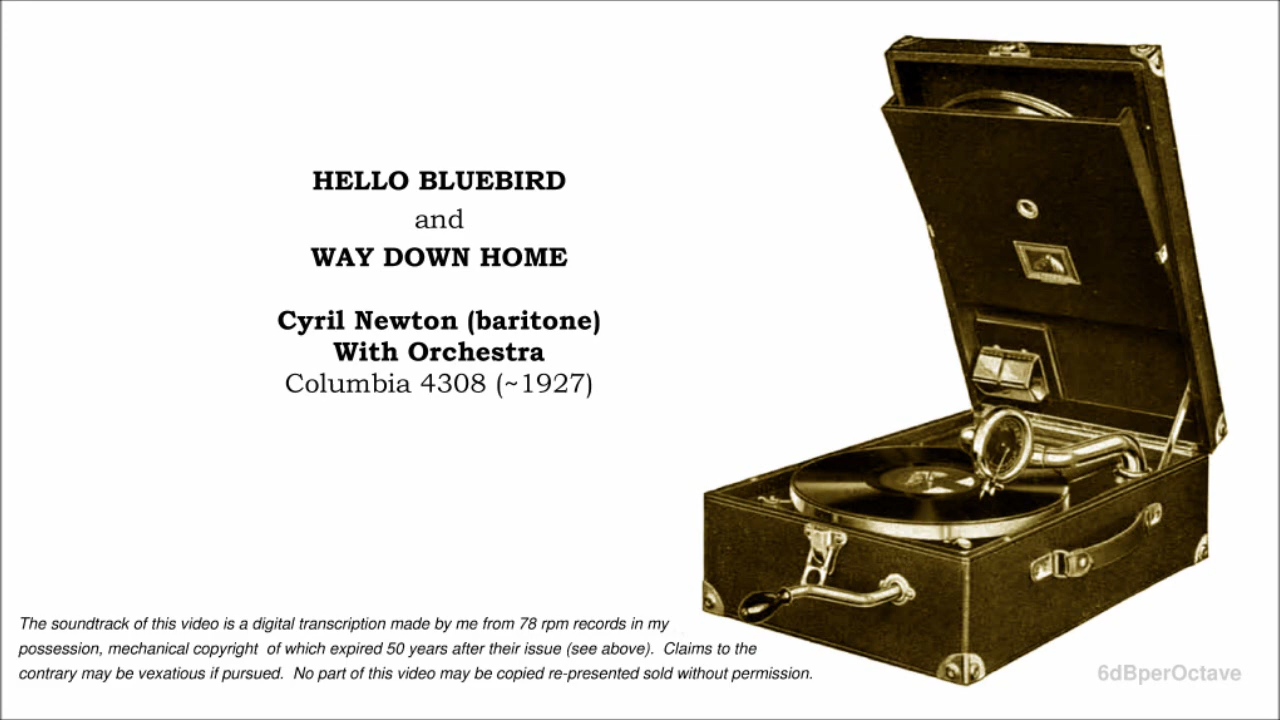 HELLO BLUEBIRD
and
WAY DOWN HOME
Cyril Newton (baritone)
With Orchestra
Columbia 4308 (~1927)
The soundtrack of this video is a digital transcription made by me from 78 rpm records in my
possession, mechanical copyright of which expired 50 years after their issue (see above). Claims to the
contrary may be vexatious if pursued. No part of this video may be copied re-presented sold without permission.
6dBperOctave